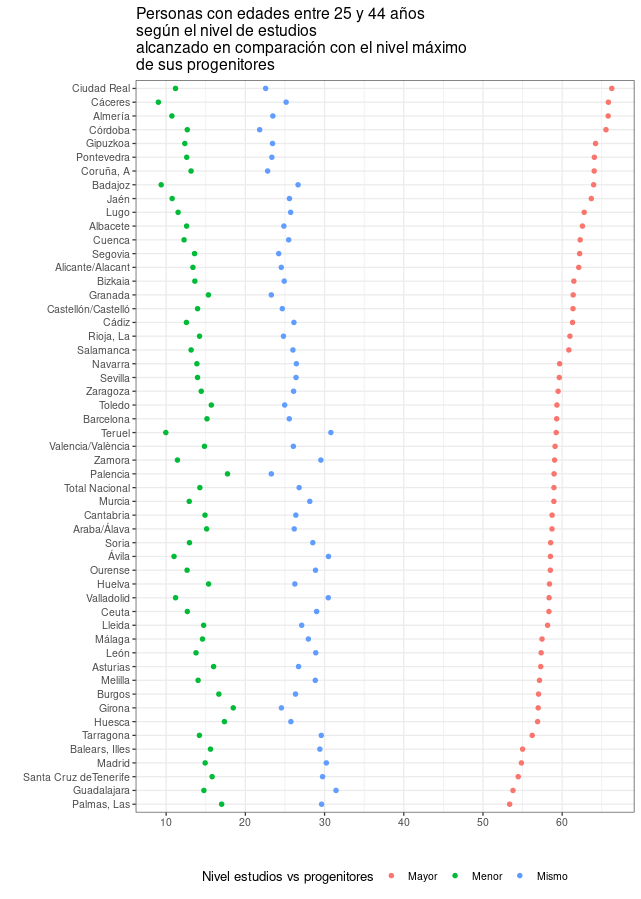 Personas con edades entre 25 y 44 años
según el nivel de estudios
alcanzado en comparación con el nivel máximo
de sus progenitores
Ciudad Real
Cáceres
Almería
Córdoba
Gipuzkoa
Pontevedra
Coruña, A
Badajoz
Jaén
Lugo
Albacete
Cuenca
Segovia
Alicante/Alacant
Bizkaia
Granada
Castellón/Castelló
Cádiz
Rioja, La
Salamanca
Navarra
Sevilla
Zaragoza
Toledo
Barcelona
Teruel
Valencia/València
Zamora
Palencia
Total Nacional
Murcia
Cantabria
Araba/Álava
Soria
Ávila
Ourense
Huelva
Valladolid
Ceuta
Lleida
Málaga
León
Asturias
Melilla
Burgos
Girona
Huesca
Tarragona
Balears, Illes
Madrid
Santa Cruz deTenerife
Guadalajara
Palmas, Las
10 20 30 40 50 60
Nivel estudios vs progenitores Mayor Menor Mismo